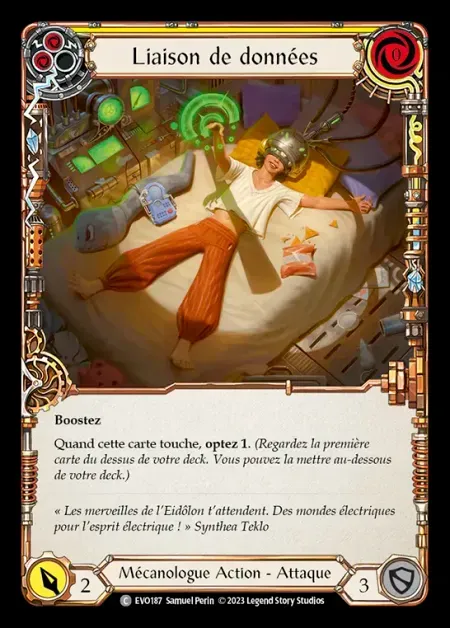 Liaison de données
0
Boostez
Quand cette carte touche, optez 1. (Regardez la première
carte du dessus de votre deck. Vous pouvez la mettre au-dessous
de votre deck.)
« Les merveilles de l'Eidôlon t'attendent. Des mondes électriques
pour l'esprit électrique ! » Synthea Teklo
2
Mécanologue Action - Attaque
3
C EVO187 Samuel Perin © 2023 Legend Story Studios